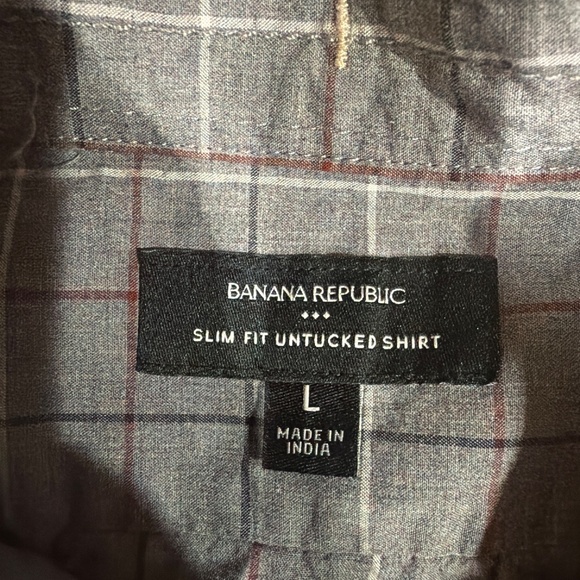 BANANA REPUBLIC
SLIM FIT UNTUCKED SHIRT
L
MADE IN
INDIA